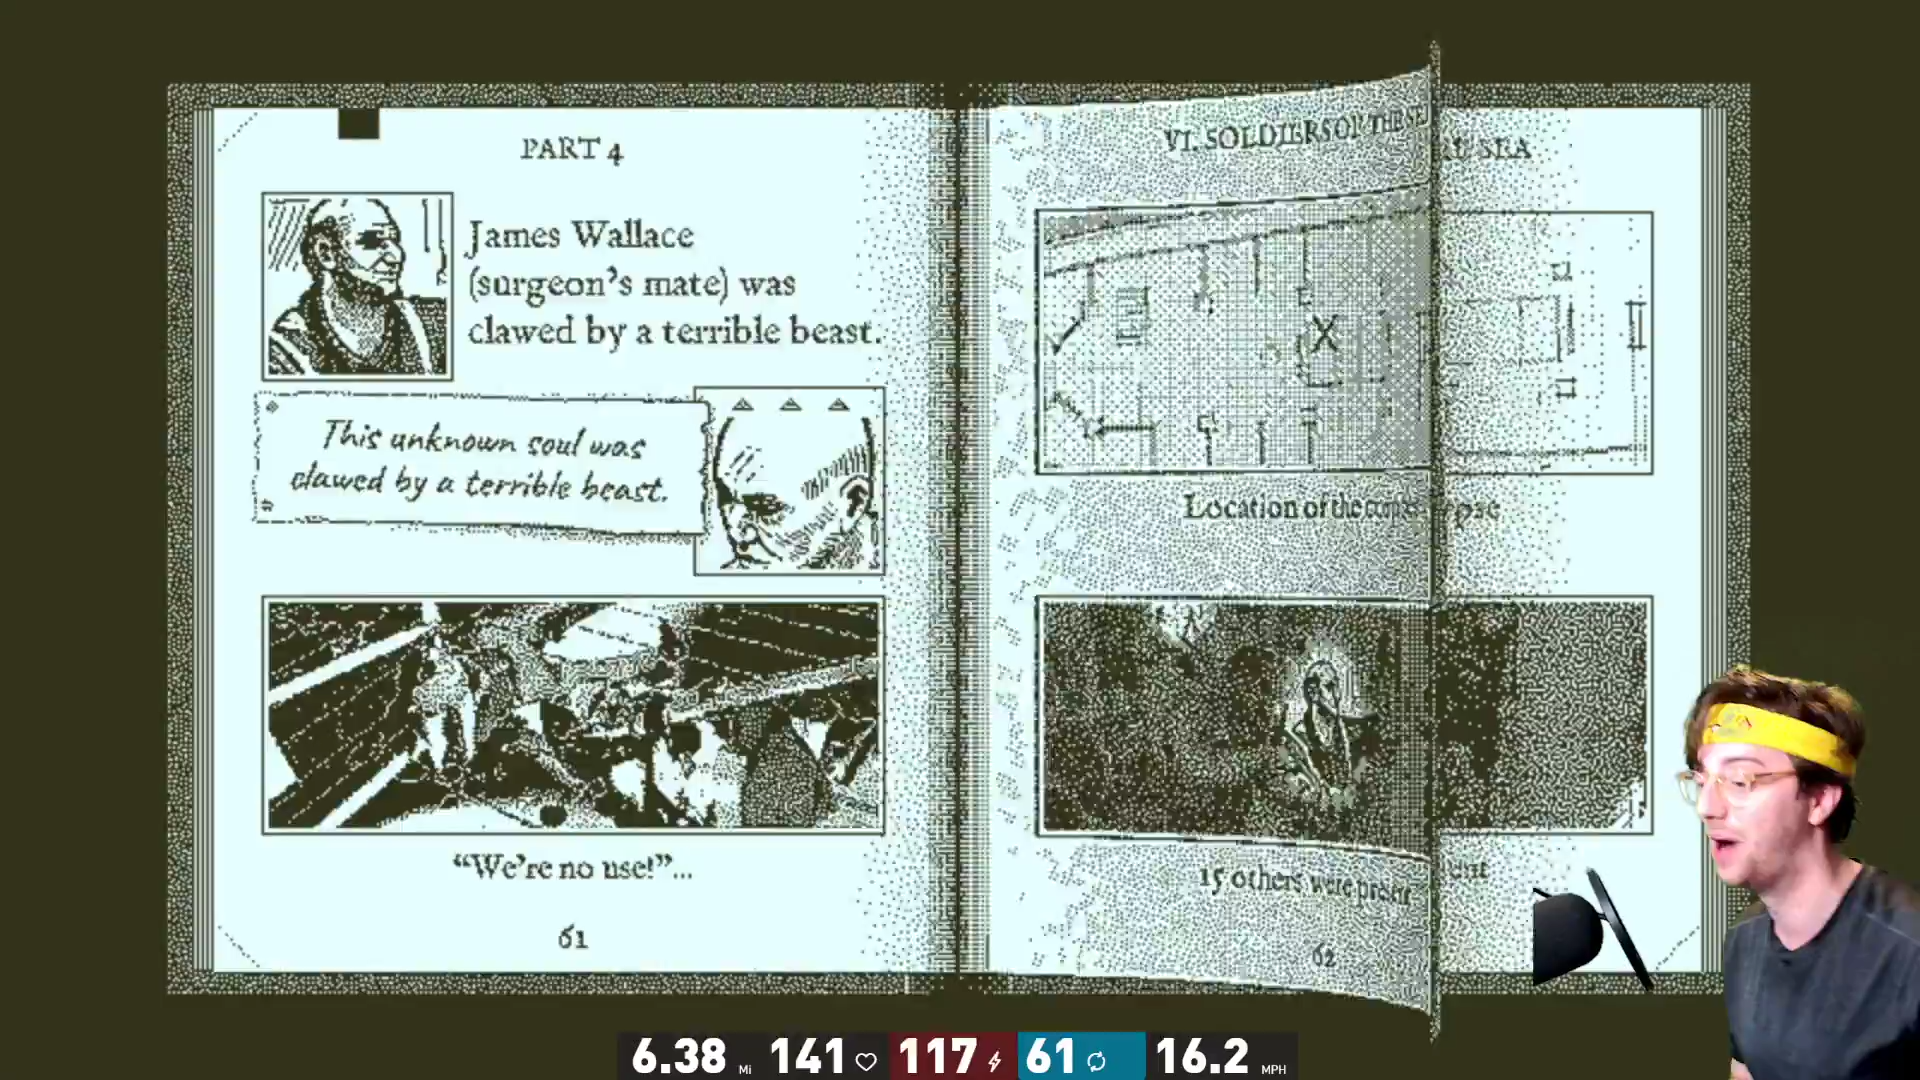 PART 4
James Wallace
(surgeon's mate) was
clawed by a terrible beast.
This unknown soul was
clawed by a terrible beast.
"We're no use!"...
61
VI. SOLDIERS OF THE SE
SEA
Location of the
15 others were present
62
6.38 Mi 141 117 61 16.2 MPH